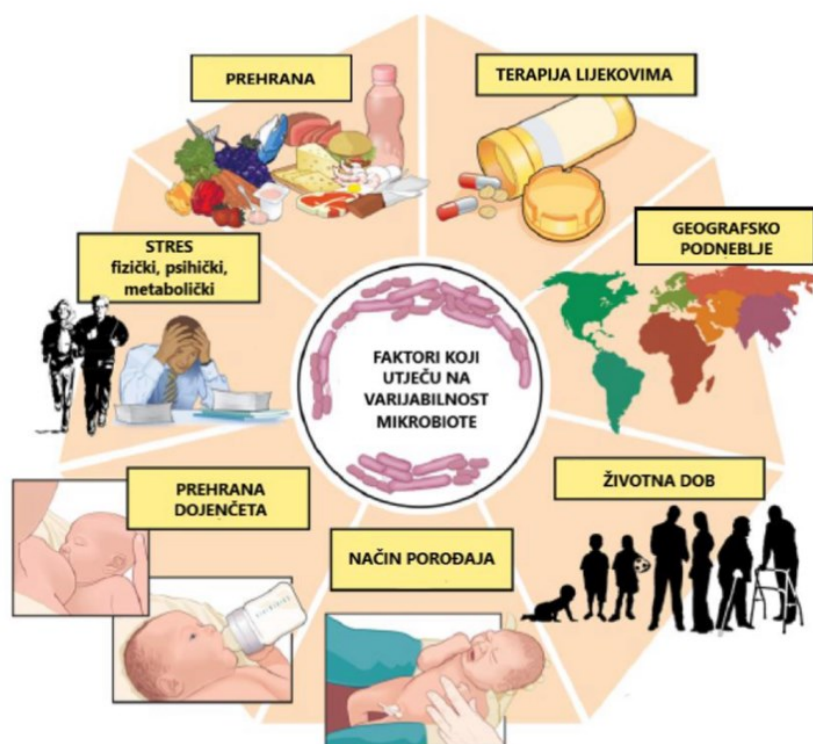 PREHRANA
TERAPIJA LIJEKOVIMA
GEOGRAFSKO
PODNEBLJE
STRES
fizički, psihički,
metabolički
FAKTORI KOJI
UTJEČU NA
VARIJABILNOST
MIKROBIOTE
ŽIVOTNA DOB
PREHRANA
DOJENČETA
NAČIN POROĐAJA